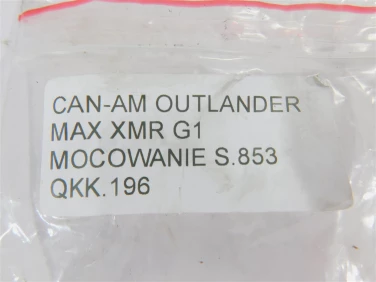 CAN-AM OUTLANDER
MAX XMR G1
MOCOWANIE S.853
QKK.196